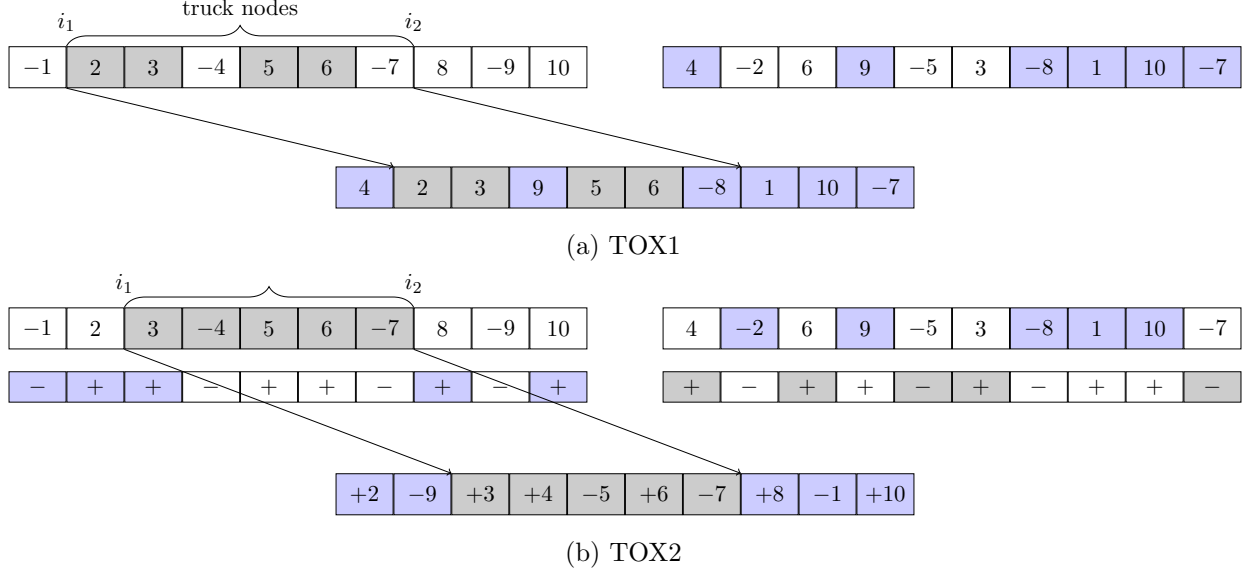 truck nodes
i1 i2
−1 2 3 −4 5 6 −7 8 −9 10 4 −2 6 9 −5 3 −8 1 10 −7
4 2 3 9 5 6 −8 1 10 −7
(a) TOX1
i1 i2
−1 2 3 −4 5 6 −7 8 −9 10 4 −2 6 9 −5 3 −8 1 10 −7
− + + − + + − + − + + − + + − + − + + −
+2 −9 +3 +4 −5 +6 −7 +8 −1 +10
(b) TOX2